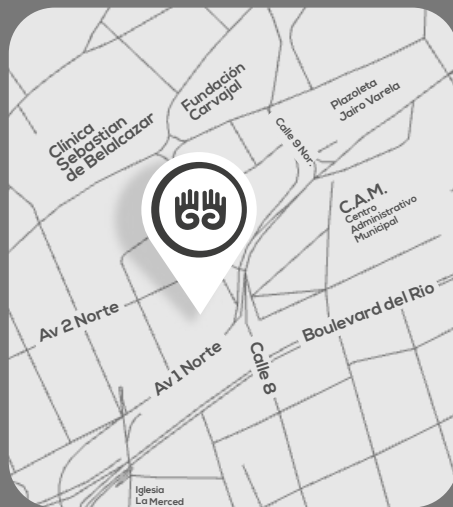 Fundación
Carvajal
Plazoleta
Jairo Varela
Clínica
Sebastian
de Belalcazar
Calle 9 Nor.
C.A.M.
Centro
Administrativo
Municipal
Av 2 Norte
Boulevard del Rio
Av 1 Norte
Calle 8
Iglesia
La Merced